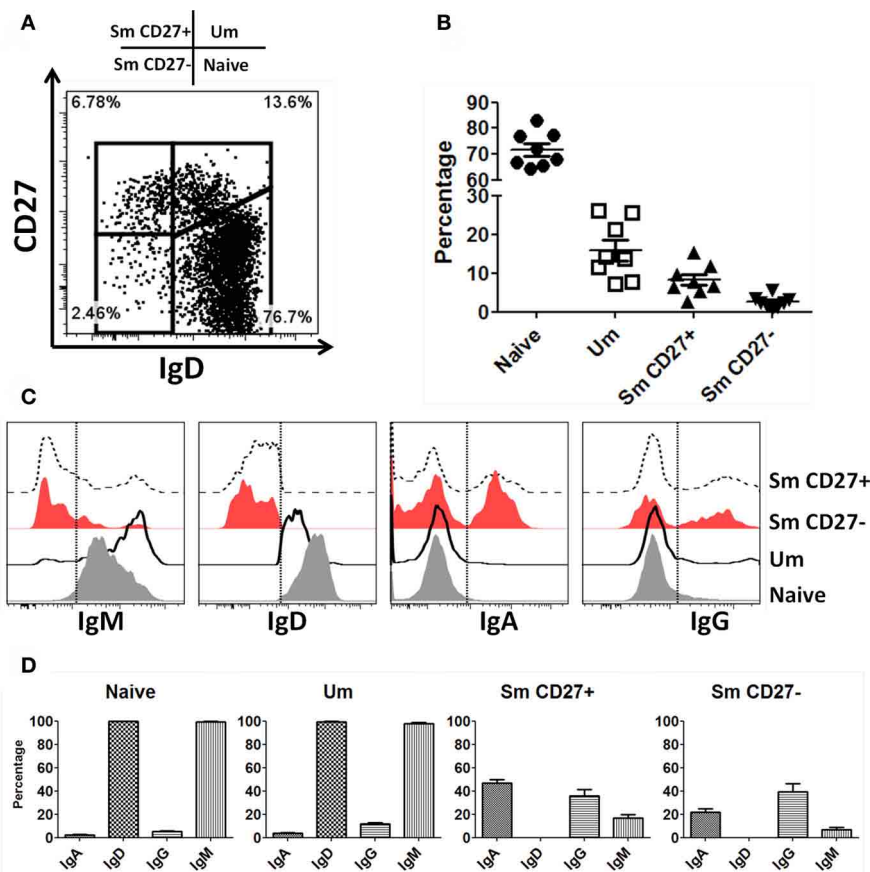 A
Sm CD27+ Um
Sm CD27- Naive
6.78% 13.6%
CD27
2.46% 76.7%
IgD
B
90
80
70
60
30
20
10
0
Percentage
Naive Um Sm CD27+ Sm CD27-
C
Sm CD27+
Sm CD27-
Um
Naive
IgM IgD IgA IgG
D
Naive Um Sm CD27+ Sm CD27-
100 100 100 100
80 80 80 80
60 60 60 60
40 40 40 40
20 20 20 20
0 0 0 0
Percentage
IgA IgD IgG IgM IgA IgD IgG IgM IgA IgD IgG IgM IgA IgD IgG IgM